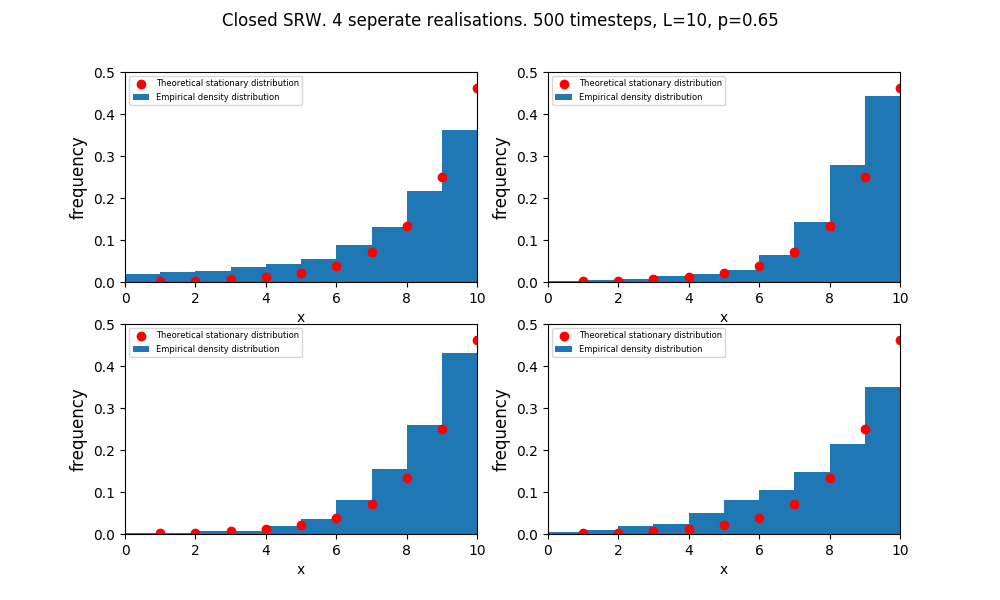 Closed SRW. 4 seperate realisations. 500 timesteps, L=10, p=0.65
Theoretical stationary distribution
Empirical density distribution
frequency
0.5
0.4
0.3
0.2
0.1
0.0
0 2 4 6 8 10
x
Theoretical stationary distribution
Empirical density distribution
frequency
0.5
0.4
0.3
0.2
0.1
0.0
0 2 4 6 8 10
x
Theoretical stationary distribution
Empirical density distribution
frequency
0.5
0.4
0.3
0.2
0.1
0.0
0 2 4 6 8 10
x
Theoretical stationary distribution
Empirical density distribution
frequency
0.5
0.4
0.3
0.2
0.1
0.0
0 2 4 6 8 10
x